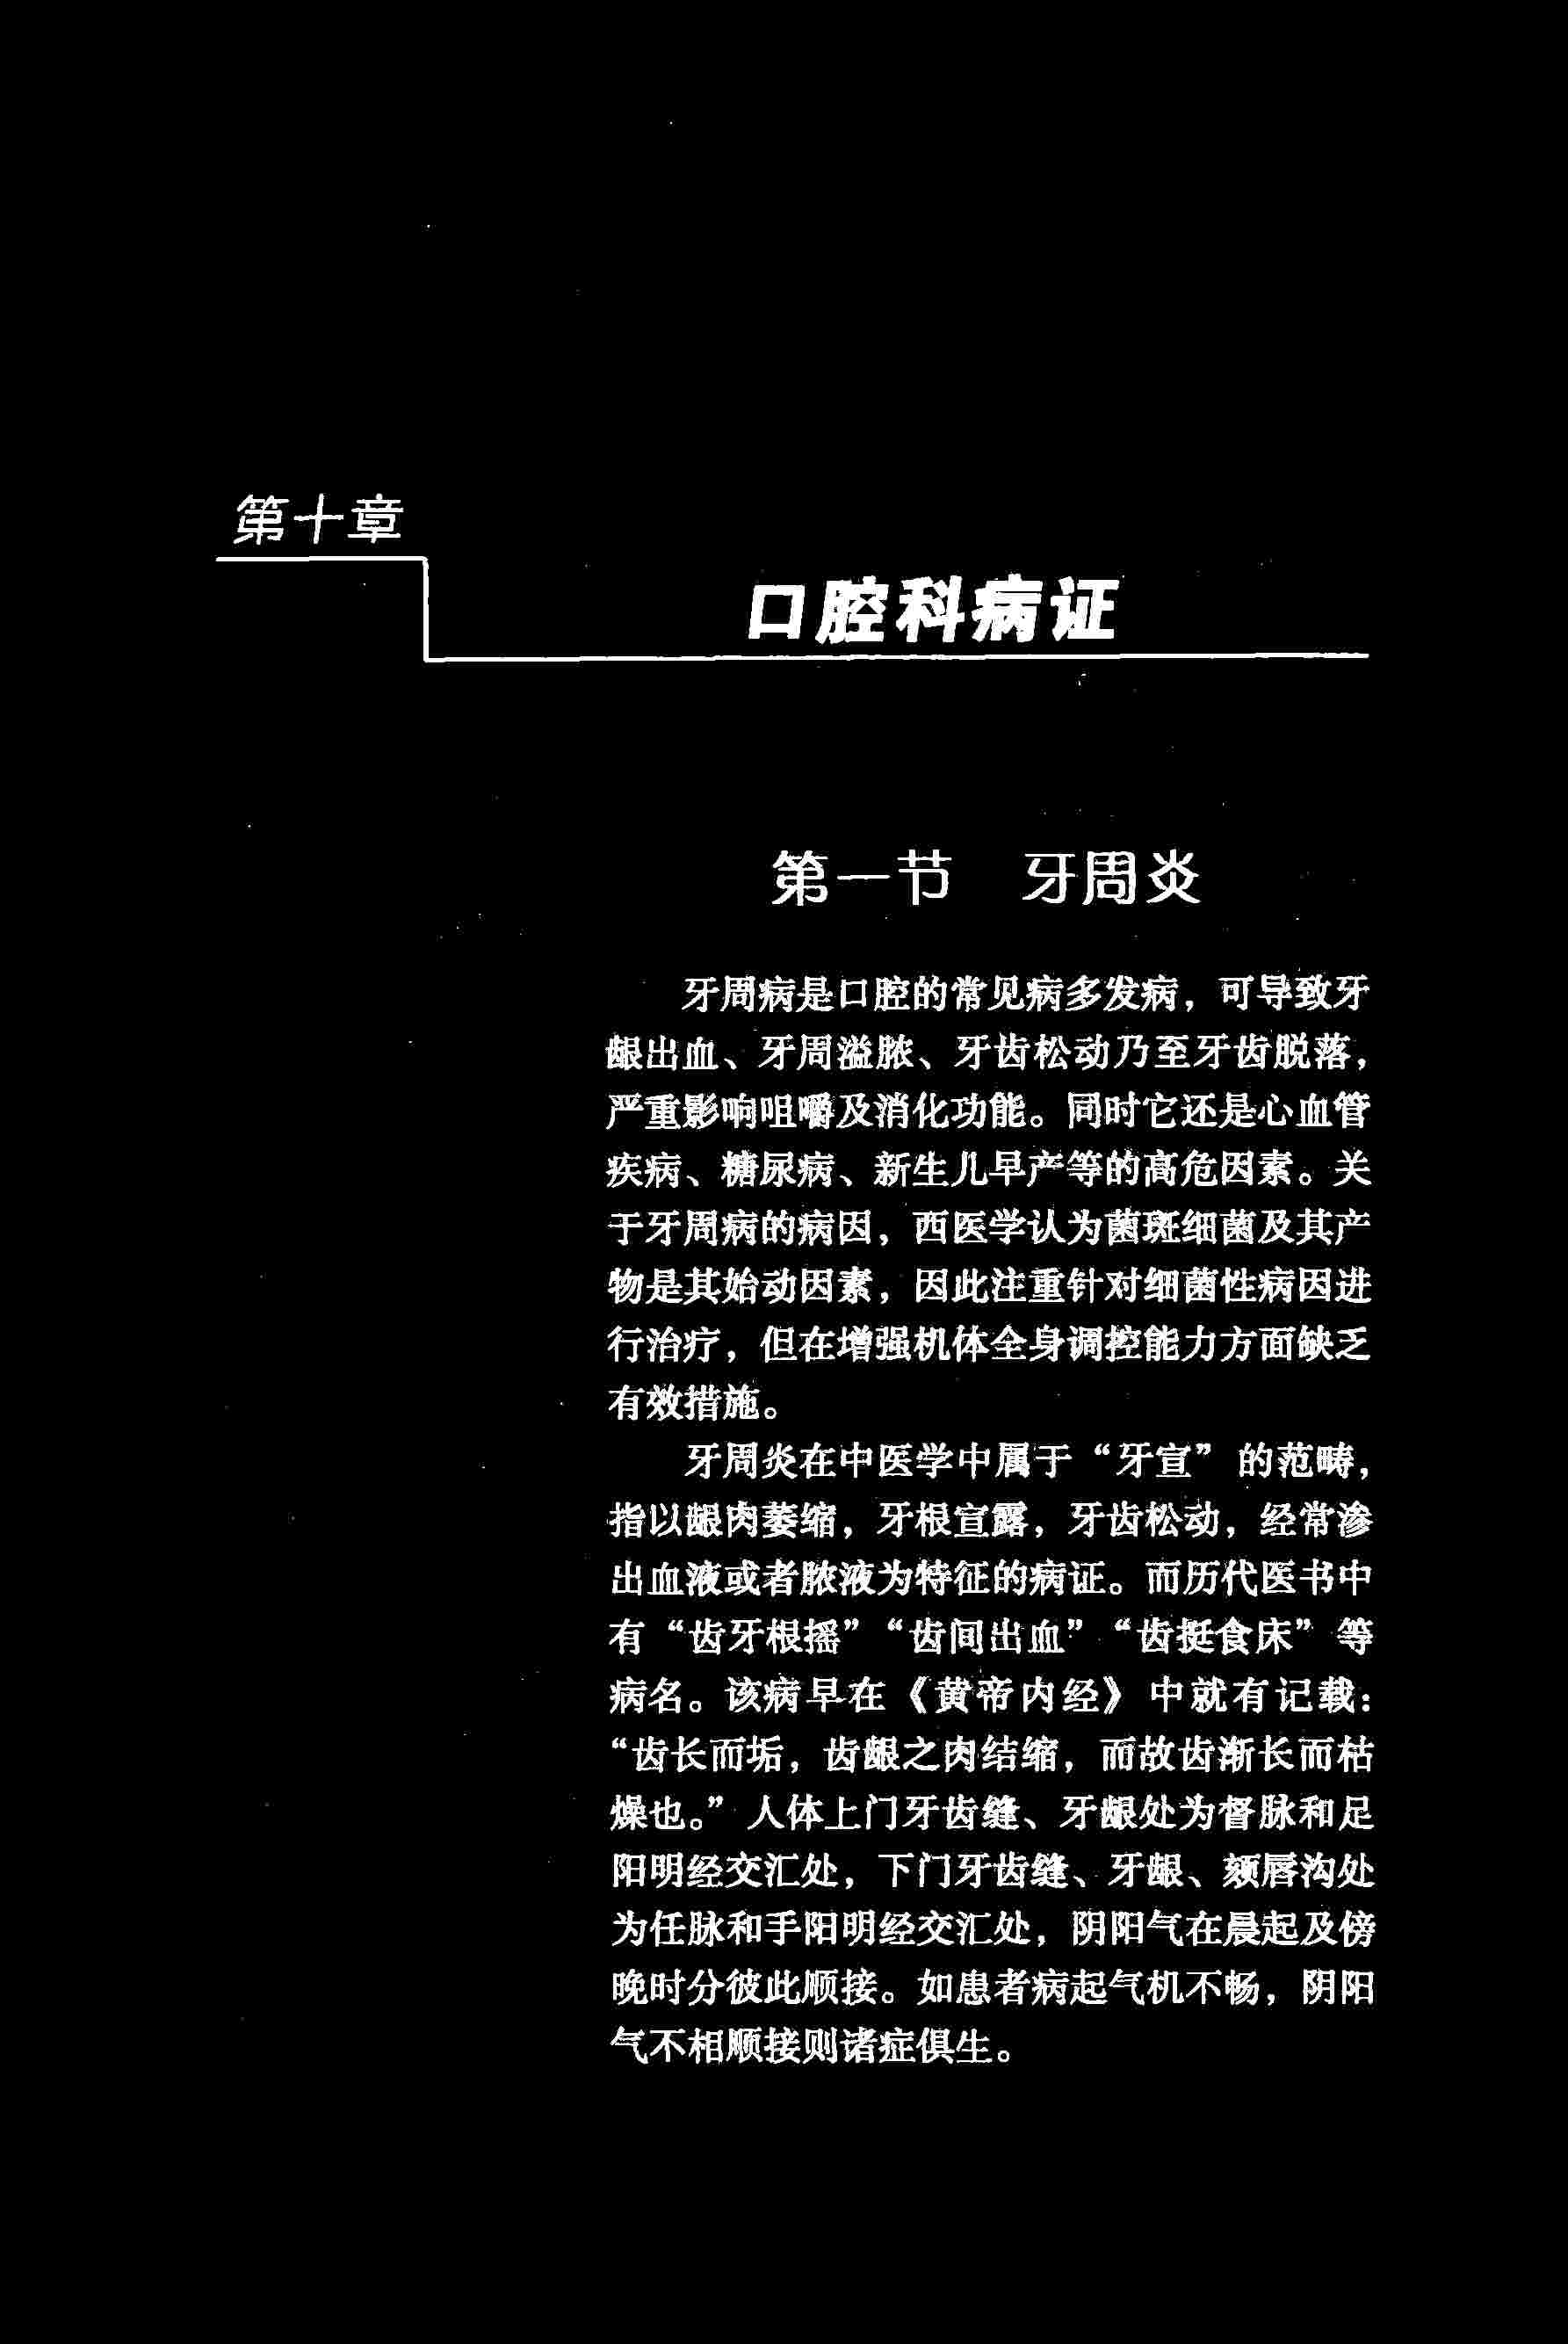 第十章
口腔科病证
第一节 牙周炎
牙周病是口腔的常见病多发病，可导致牙
龈出血、牙周溢脓、牙齿松动乃至牙齿脱落，
严重影响咀嚼及消化功能。同时它还是心血管
疾病、糖尿病、新生儿早产等的高危因素。关
于牙周病的病因，西医学认为菌斑细菌及其产
物是其始动因素，因此注重针对细菌性病因进
行治疗，但在增强机体全身调控能力方面缺乏
有效措施。
牙周炎在中医学中属于“牙宣”的范畴，
指以龈肉萎缩，牙根宣露，牙齿松动，经常渗
出血液或者脓液为特征的病证。而历代医书中
有“齿牙根摇”“齿间出血”“齿挺食床”等
病名。该病早在《黄帝内经》中就有记载：
“齿长而垢，齿龈之肉结缩，而故齿渐长而枯
燥也。”人体上门牙齿缝、牙龈处为督脉和足
阳明经交汇处，下门牙齿缝、牙龈、颏唇沟处
为任脉和手阳明经交汇处，阴阳气在晨起及傍
晚时分彼此顺接。如患者病起气机不畅，阴阳
气不相顺接则诸症俱生。